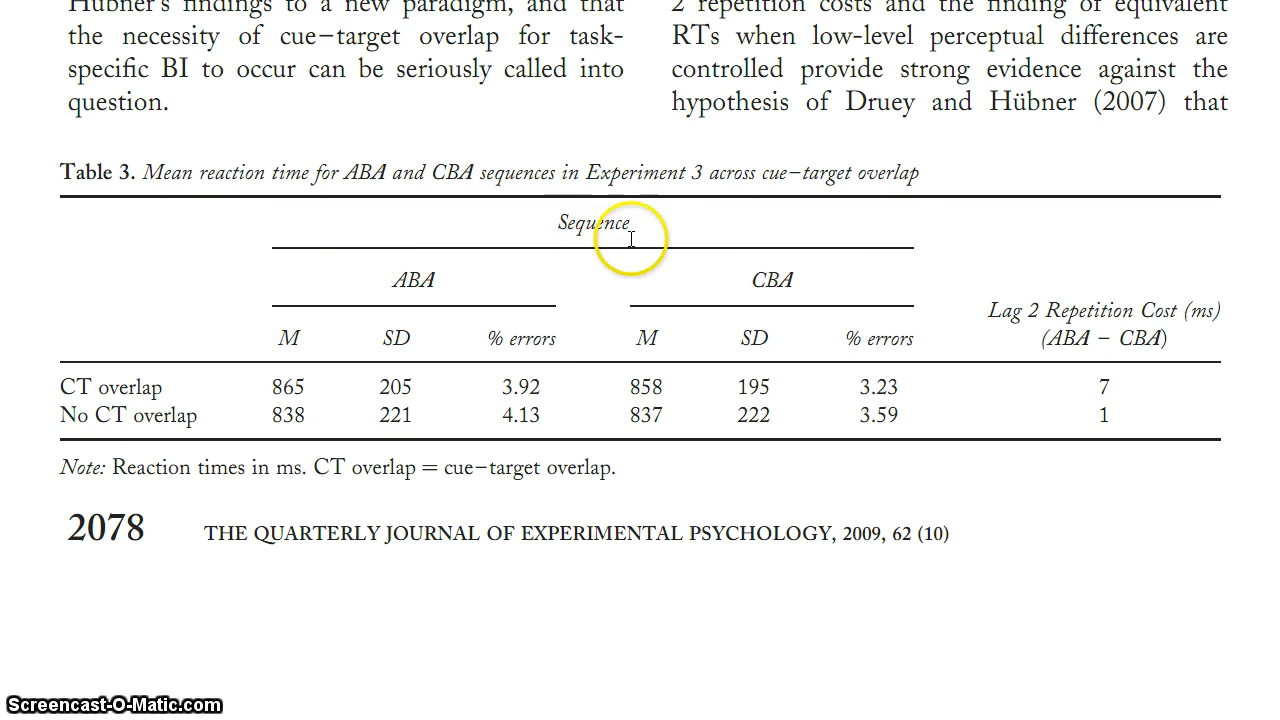 Hübner's findings to a new paradigm, and that
the necessity of cue–target overlap for task-
specific BI to occur can be seriously called into
question.
2 repetition costs and the finding of equivalent
RTs when low-level perceptual differences are
controlled provide strong evidence against the
hypothesis of Druey and Hübner (2007) that
Table 3. Mean reaction time for ABA and CBA sequences in Experiment 3 across cue–target overlap
Sequence
ABA CBA
Lag 2 Repetition Cost (ms)
M SD % errors M SD % errors (ABA − CBA)
CT overlap 865 205 3.92 858 195 3.23 7
No CT overlap 838 221 4.13 837 222 3.59 1
Note: Reaction times in ms. CT overlap = cue–target overlap.
2078 THE QUARTERLY JOURNAL OF EXPERIMENTAL PSYCHOLOGY, 2009, 62 (10)
Screencast-O-Matic.com